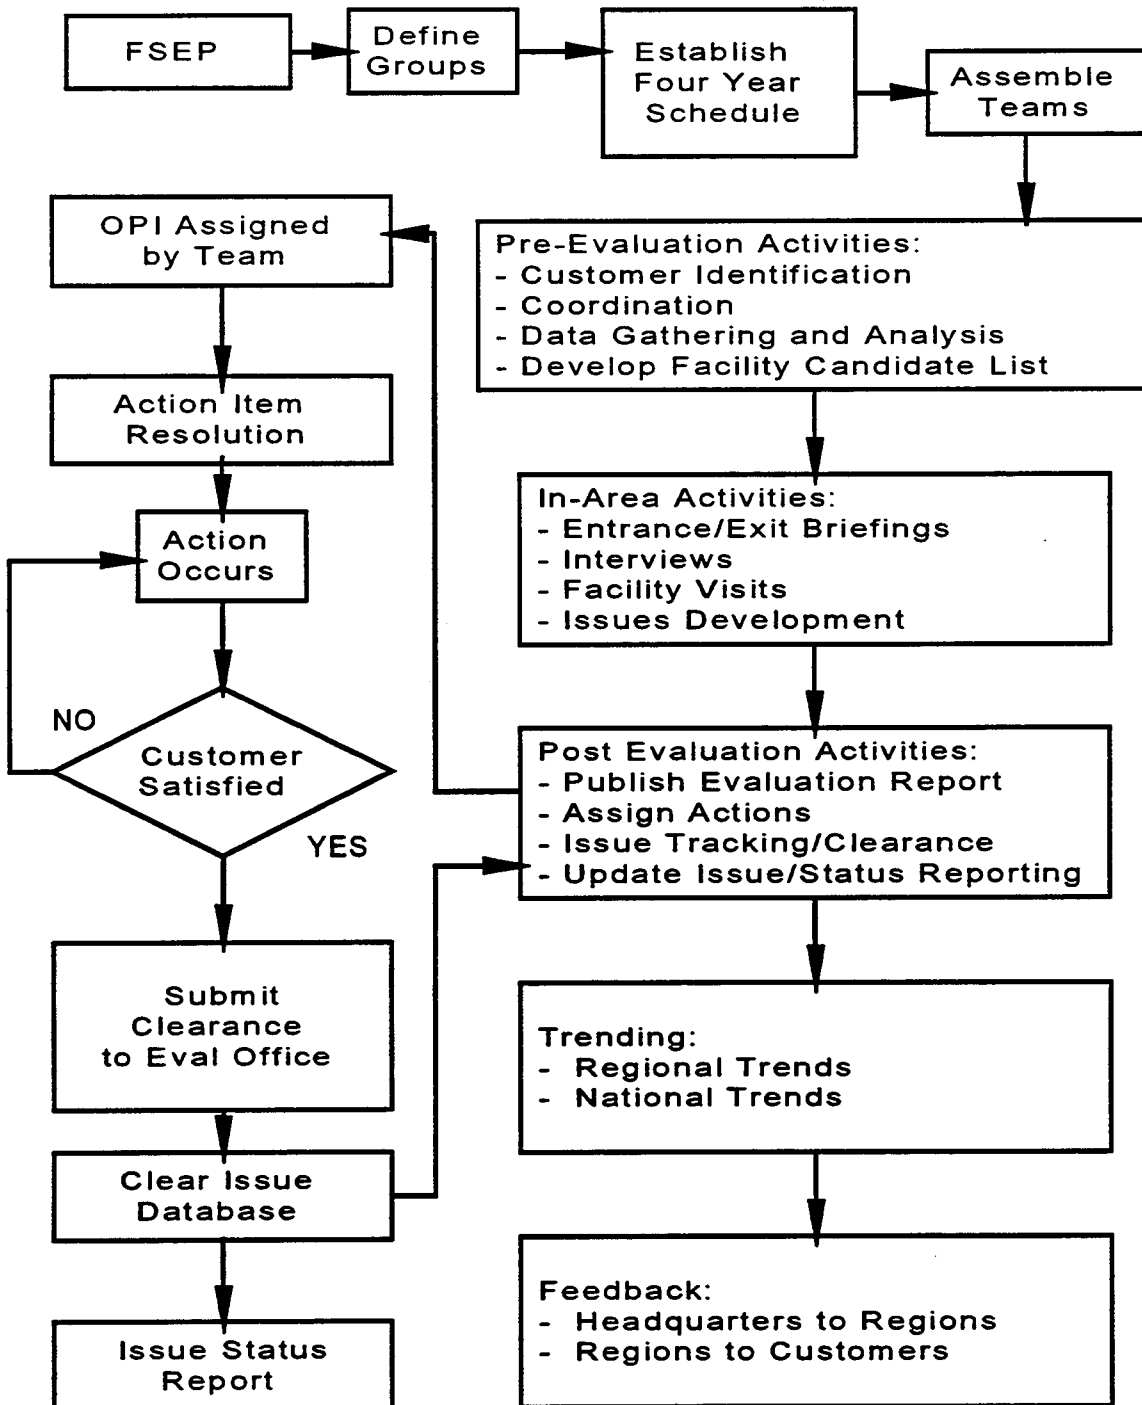 FSEP
Define
Groups
Establish
Four Year
Schedule
Assemble
Teams
OPI Assigned
by Team
Pre-Evaluation Activities:
- Customer Identification
- Coordination
- Data Gathering and Analysis
- Develop Facility Candidate List
Action Item
Resolution
In-Area Activities:
- Entrance/Exit Briefings
- Interviews
- Facility Visits
- Issues Development
Action
Occurs
NO
Customer
Satisfied
YES
Post Evaluation Activities:
- Publish Evaluation Report
- Assign Actions
- Issue Tracking/Clearance
- Update Issue/Status Reporting
Submit
Clearance
to Eval Office
Trending:
- Regional Trends
- National Trends
Clear Issue
Database
Feedback:
- Headquarters to Regions
- Regions to Customers
Issue Status
Report